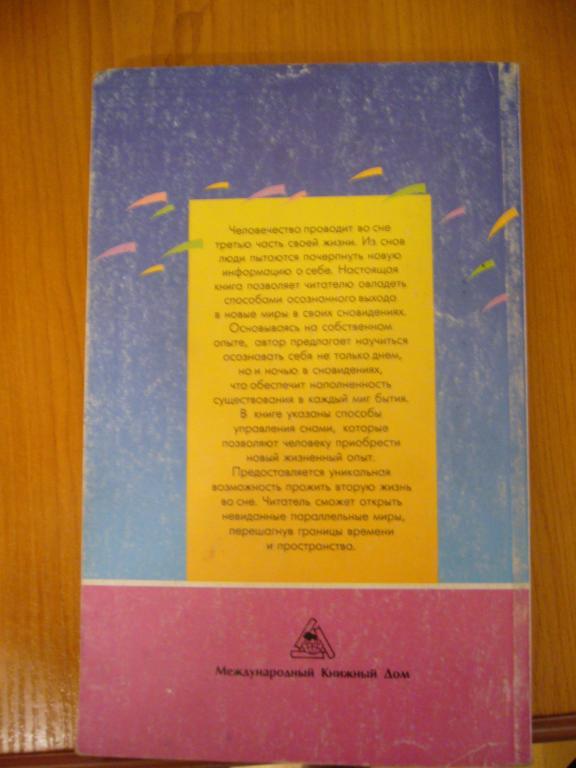 Человечество проводит во сне
третью часть своей жизни. Из снов
люди пытаются почерпнуть новую
информацию о себе. Настоящая
книга позволяет читателю овладеть
способами осознанного выхода
в новые миры в своих сновидениях.
Основываясь на собственном
опыте, автор предлагает научиться
осознавать себя не только днем,
но и ночью в сновидениях,
что обеспечит наполненность
существования в каждый миг бытия.
В книге указаны способы
управления снами, которые
позволяют человеку приобрести
новый жизненный опыт.
Предоставляется уникальная
возможность прожить вторую жизнь
во сне. Читатель сможет открыть
невиданные параллельные миры,
перешагнув границы времени
и пространства.
Международный Книжный Дом